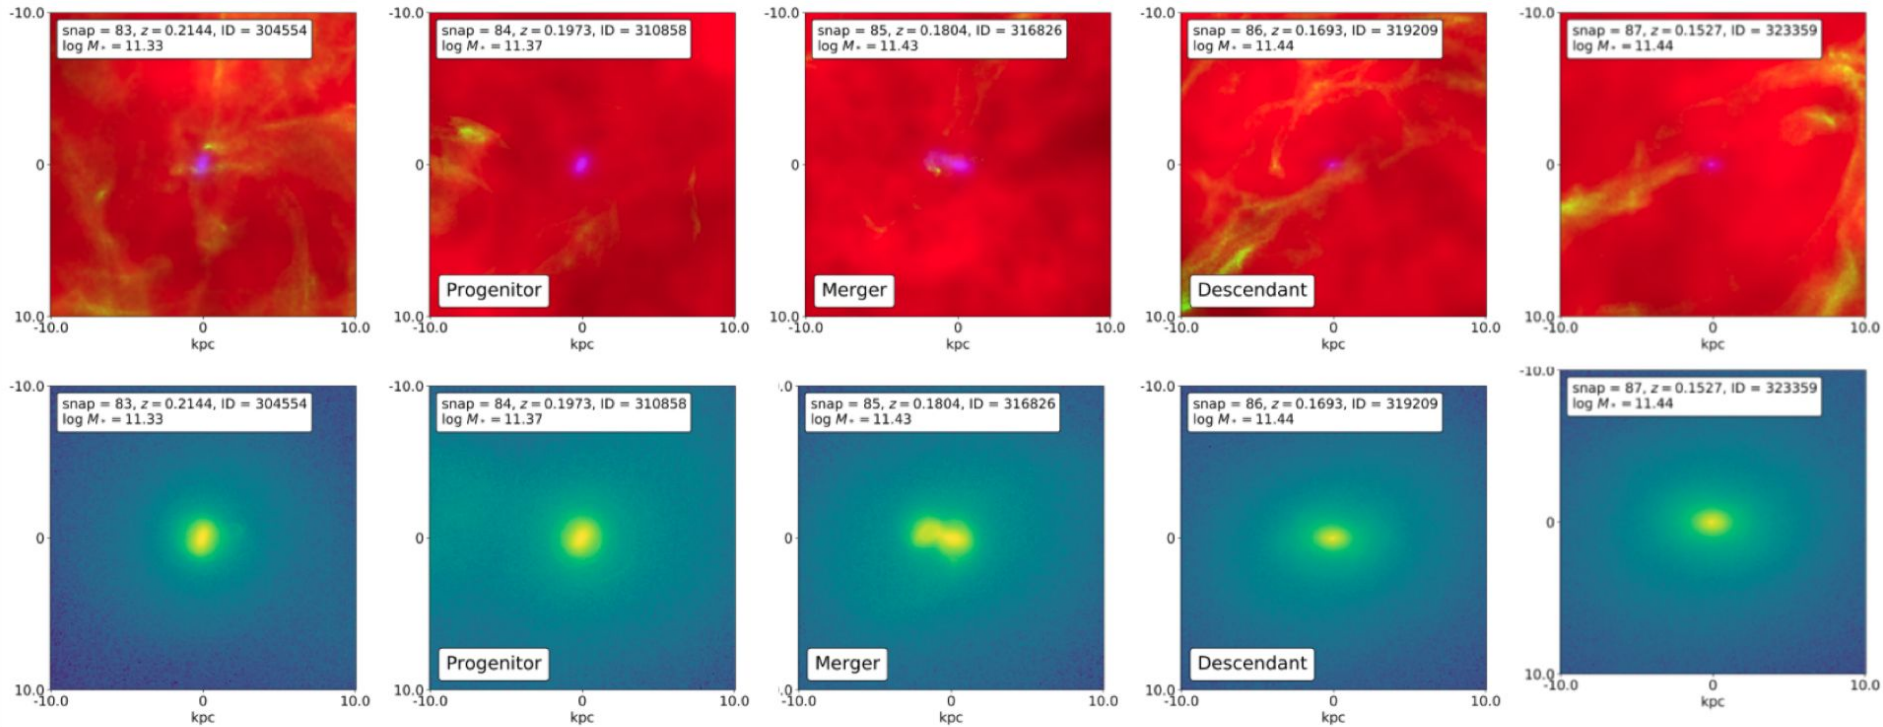 -10.0
snap = 83, z = 0.2144, ID = 304554
log M* = 11.33
0
10.0
-10.0 0 10.0
kpc
-10.0
snap = 84, z = 0.1973, ID = 310858
log M* = 11.37
0
Progenitor
10.0
-10.0 0 10.0
kpc
-10.0
snap = 85, z = 0.1804, ID = 316826
log M* = 11.43
0
Merger
10.0
-10.0 0 10.0
kpc
-10.0
snap = 86, z = 0.1693, ID = 319209
log M* = 11.44
0
Descendant
10.0
-10.0 0 10.0
kpc
-10.0
snap = 87, z = 0.1527, ID = 323359
log M* = 11.44
0
10.0
-10.0 0 10.0
kpc
-10.0
snap = 83, z = 0.2144, ID = 304554
log M* = 11.33
0
10.0
-10.0 0 10.0
kpc
-10.0
snap = 84, z = 0.1973, ID = 310858
log M* = 11.37
0
Progenitor
10.0
-10.0 0 10.0
kpc
.0
snap = 85, z = 0.1804, ID = 316826
log M* = 11.43
0
Merger
.0
-10.0 0 10.0
kpc
-10.0
snap = 86, z = 0.1693, ID = 319209
log M* = 11.44
0
Descendant
10.0
-10.0 0 10.0
kpc
-10.0
snap = 87, z = 0.1527, ID = 323359
log M* = 11.44
0
10.0
-10.0 0 10.0
kpc